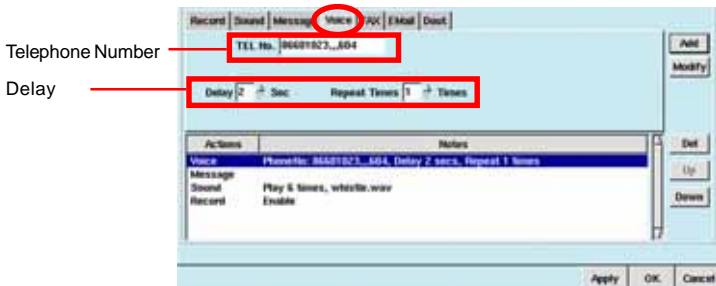 Record Sound Message Voice FAX EMail Dout
Telephone Number
TEL No. 86681023,,,604
Add
Modify
Delay
Delay 2 Sec Repeat Times 1 Times
Actions Notes
Voice PhoneNo: 86681023,,,604, Delay 2 secs, Repeat 1 times
Message
Sound Play 6 times, whistle.wav
Record Enable
Del
Up
Down
Apply OK Cancel